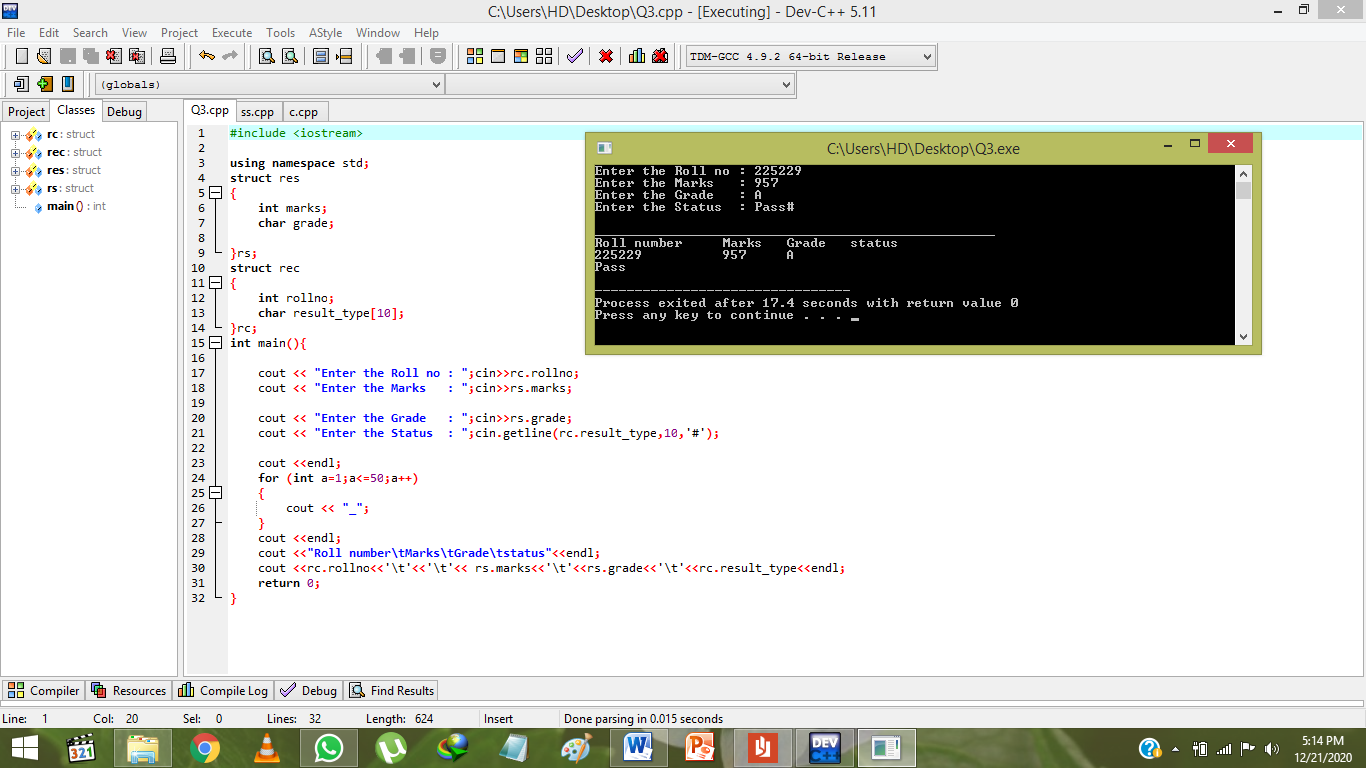 C:\Users\HD\Desktop\Q3.cpp - [Executing] - Dev-C++ 5.11
File Edit Search View Project Execute Tools AStyle Window Help
TDM-GCC 4.9.2 64-bit Release
(globals)
Project Classes Debug
Q3.cpp ss.cpp c.cpp
rc : struct
rec : struct
res : struct
rs : struct
main () : int
1 #include <iostream>
2
3 using namespace std;
4 struct res
5 {
6 int marks;
7 char grade;
8
9 }rs;
10 struct rec
11 {
12 int rollno;
13 char result_type[10];
14 }rc;
15 int main(){
16
17 cout << "Enter the Roll no : ";cin>>rc.rollno;
18 cout << "Enter the Marks   : ";cin>>rs.marks;
19
20 cout << "Enter the Grade   : ";cin>>rs.grade;
21 cout << "Enter the Status  : ";cin.getline(rc.result_type,10,'#');
22
23 cout <<endl;
24 for (int a=1;a<=50;a++)
25 {
26 cout << "_";
27 }
28 cout <<endl;
29 cout <<"Roll number\tMarks\tGrade\tstatus"<<endl;
30 cout <<rc.rollno<<'\t'<<'\t'<< rs.marks<<'\t'<<rs.grade<<'\t'<<rc.result_type<<endl;
31 return 0;
32 }
C:\Users\HD\Desktop\Q3.exe
Enter the Roll no : 225229
Enter the Marks   : 957
Enter the Grade   : A
Enter the Status  : Pass#
__________________________________________________
Roll number     Marks   Grade   status
225229          957     A
Pass
--------------------------------
Process exited after 17.4 seconds with return value 0
Press any key to continue . . . _
Compiler Resources Compile Log Debug Find Results
Line: 1 Col: 20 Sel: 0 Lines: 32 Length: 624 Insert Done parsing in 0.015 seconds
321
DEV C++
5:14 PM
12/21/2020